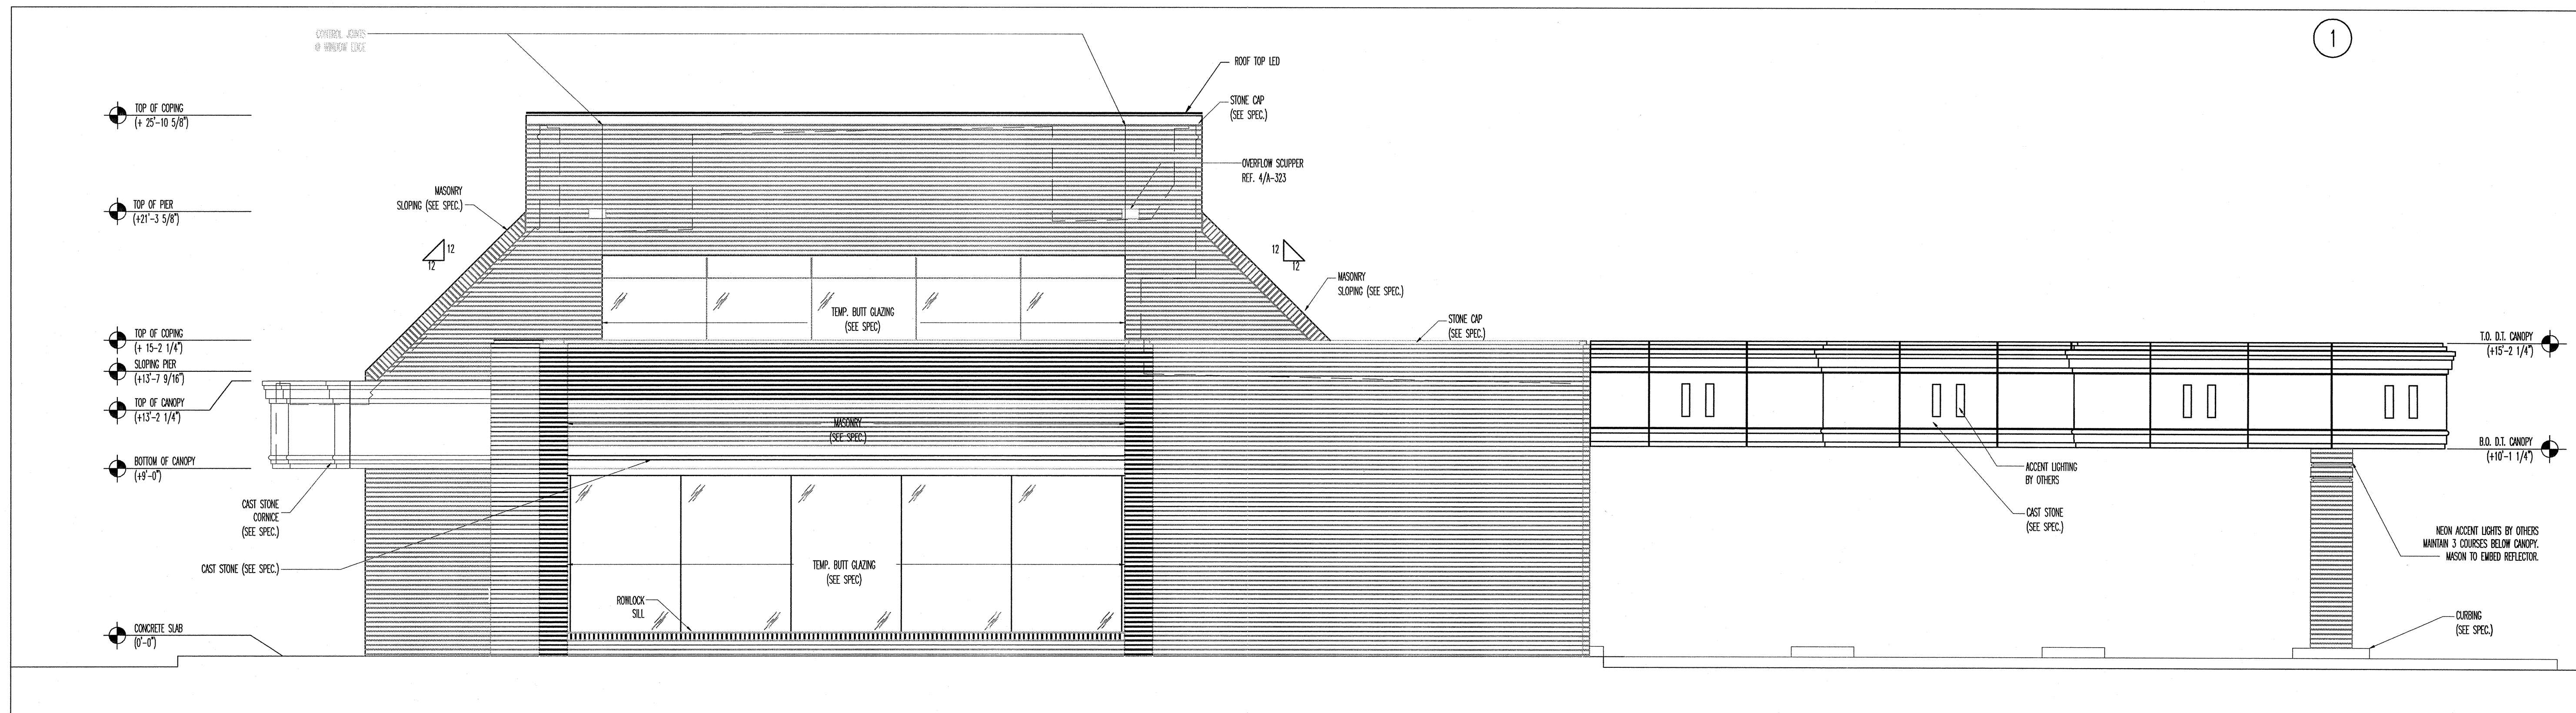 CONTROL JOINTS
@ WINDOW EDGE
1
ROOF TOP LED
STONE CAP
(SEE SPEC.)
TOP OF COPING
(+ 25'-10 5/8")
OVERFLOW SCUPPER
REF. 4/A-323
MASONRY
SLOPING (SEE SPEC.)
TOP OF PIER
(+21'-3 5/8")
12
12
12
12
MASONRY
SLOPING (SEE SPEC.)
TEMP. BUTT GLAZING
(SEE SPEC)
STONE CAP
(SEE SPEC.)
TOP OF COPING
(+ 15-2 1/4")
T.O. D.T. CANOPY
(+15'-2 1/4")
SLOPING PIER
(+13'-7 9/16")
TOP OF CANOPY
(+13'-2 1/4")
MASONRY
(SEE SPEC.)
B.O. D.T. CANOPY
(+10'-1 1/4")
BOTTOM OF CANOPY
(+9'-0")
ACCENT LIGHTING
BY OTHERS
CAST STONE
CORNICE
(SEE SPEC.)
CAST STONE
(SEE SPEC.)
NEON ACCENT LIGHTS BY OTHERS
MAINTAIN 3 COURSES BELOW CANOPY.
MASON TO EMBED REFLECTOR.
CAST STONE (SEE SPEC.)
TEMP. BUTT GLAZING
(SEE SPEC)
ROWLOCK
SILL
CURBING
(SEE SPEC.)
CONCRETE SLAB
(0'-0")